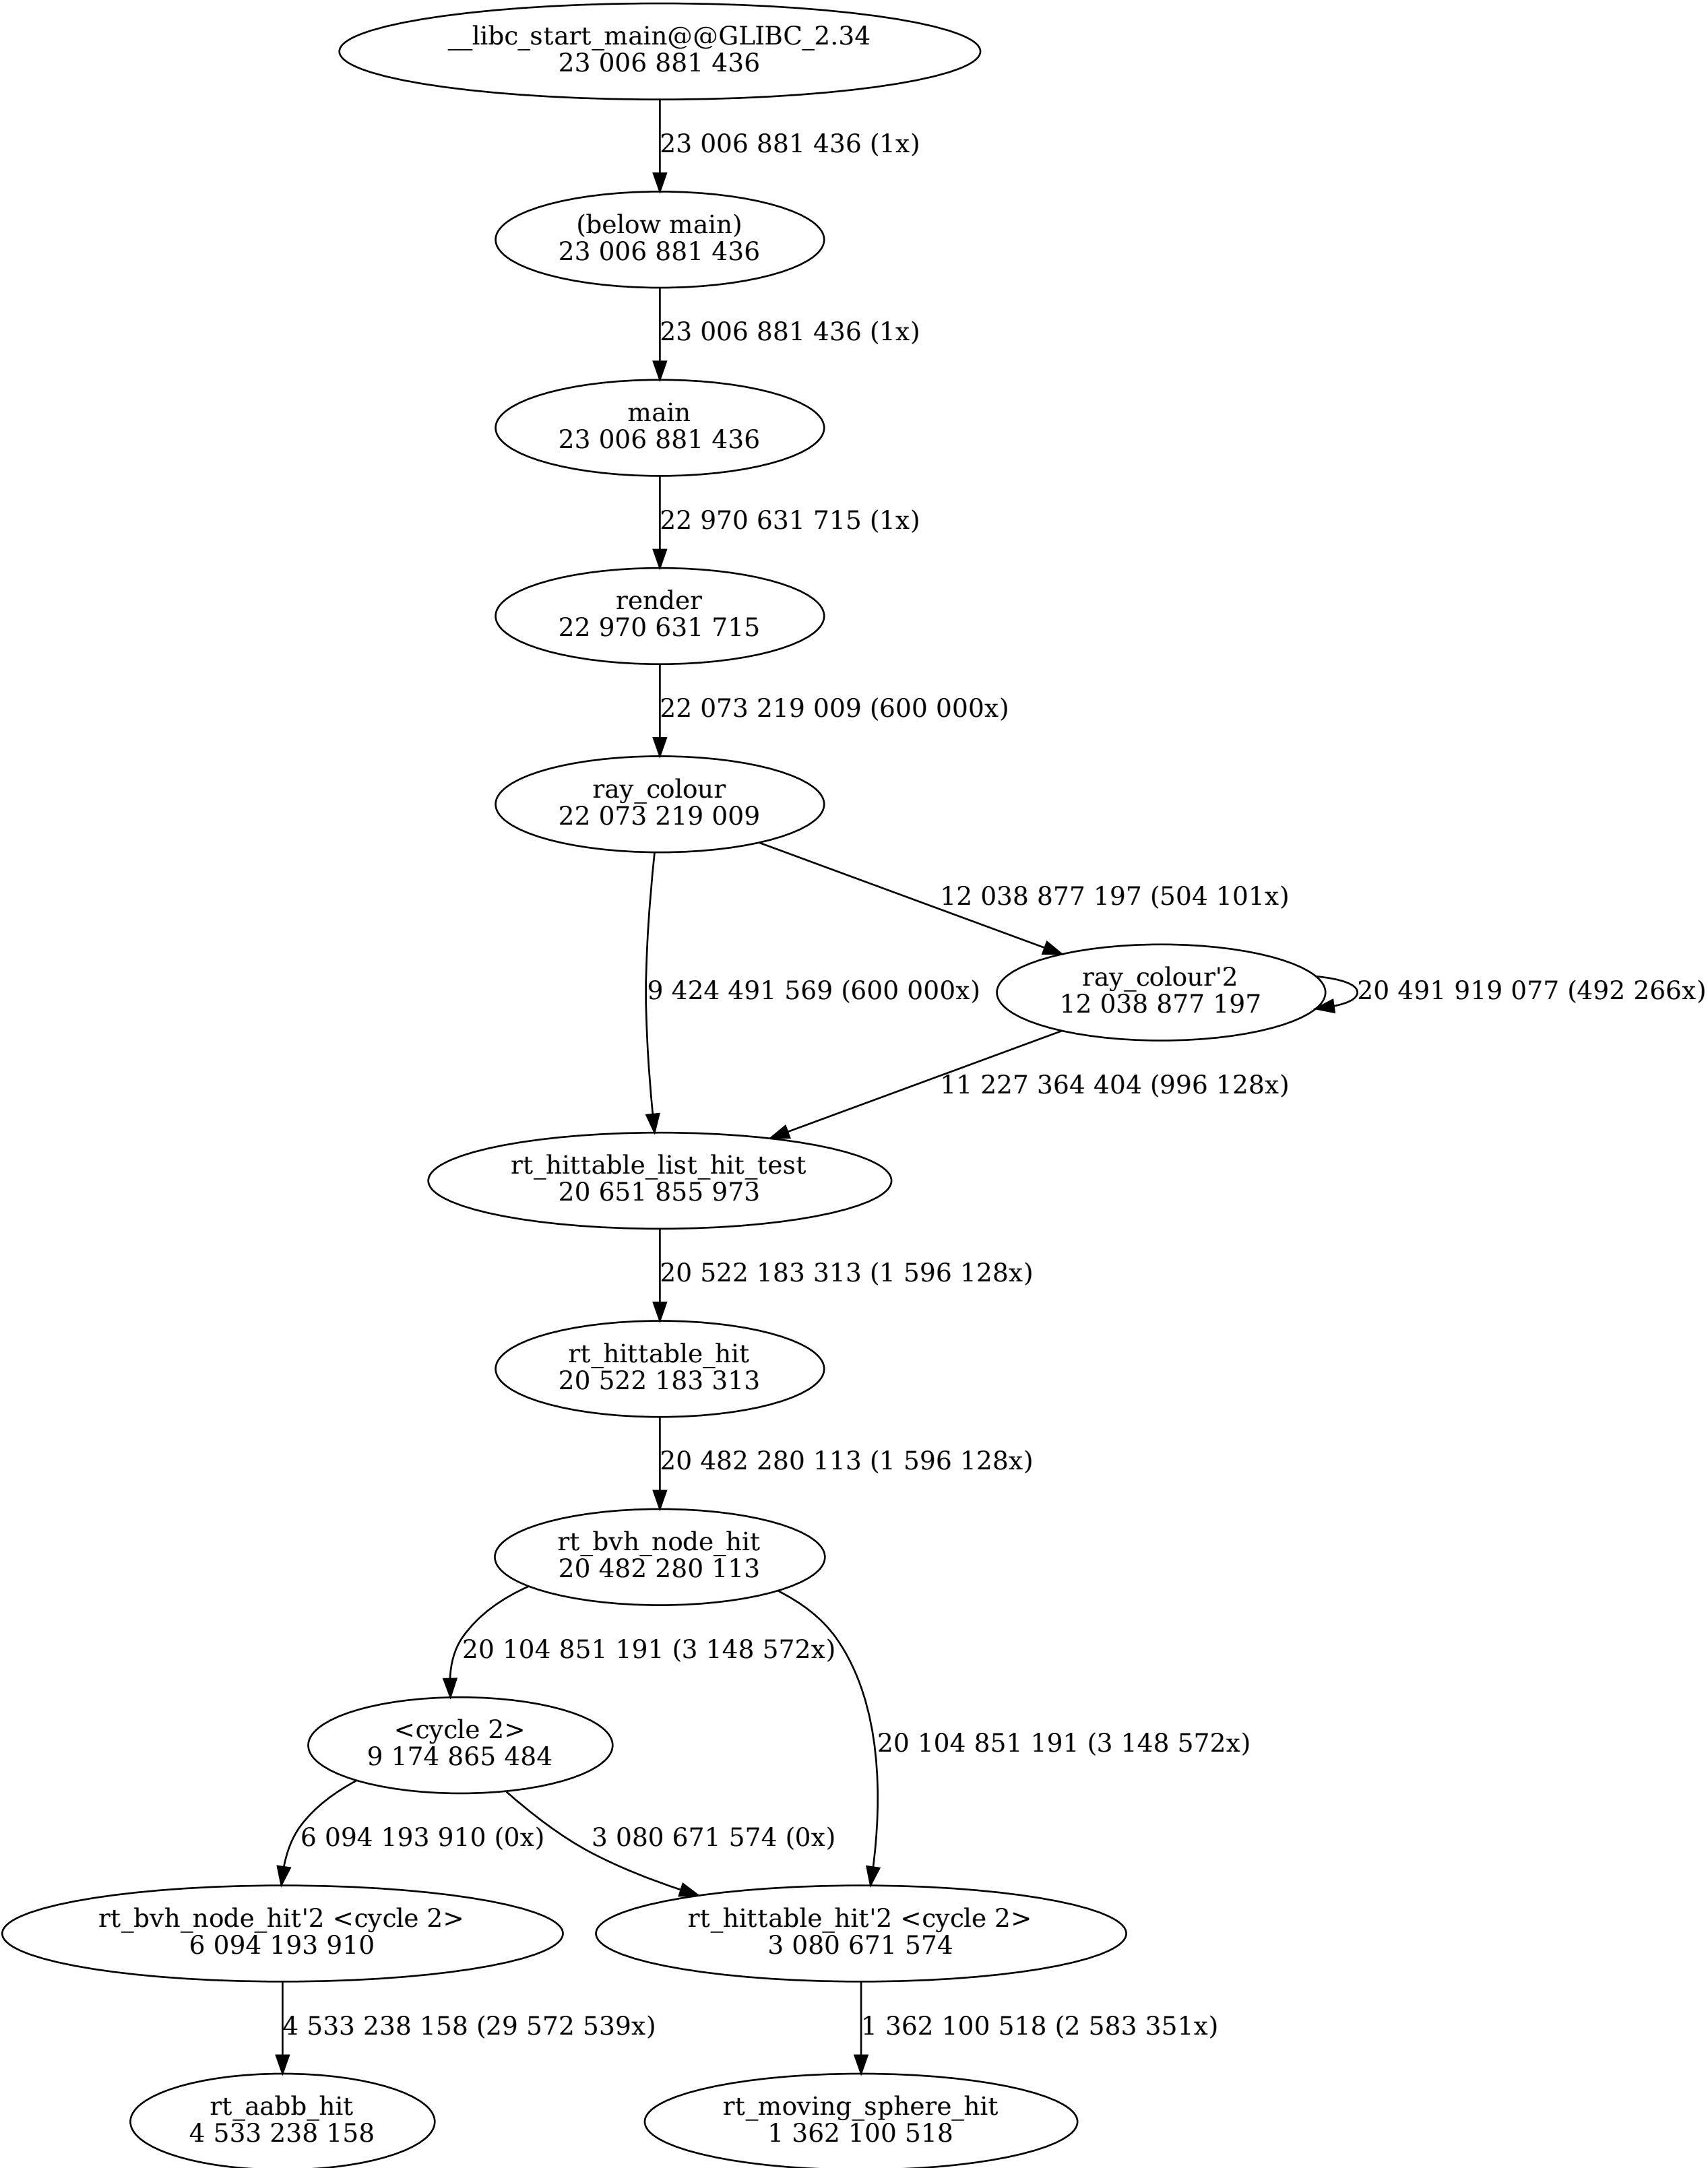 __libc_start_main@@GLIBC_2.34
23 006 881 436
23 006 881 436 (1x)
(below main)
23 006 881 436
23 006 881 436 (1x)
main
23 006 881 436
22 970 631 715 (1x)
render
22 970 631 715
22 073 219 009 (600 000x)
ray_colour
22 073 219 009
12 038 877 197 (504 101x)
ray_colour'2
12 038 877 197
9 424 491 569 (600 000x)
20 491 919 077 (492 266x)
11 227 364 404 (996 128x)
rt_hittable_list_hit_test
20 651 855 973
20 522 183 313 (1 596 128x)
rt_hittable_hit
20 522 183 313
20 482 280 113 (1 596 128x)
rt_bvh_node_hit
20 482 280 113
20 104 851 191 (3 148 572x)
<cycle 2>
9 174 865 484
20 104 851 191 (3 148 572x)
6 094 193 910 (0x)
3 080 671 574 (0x)
rt_bvh_node_hit'2 <cycle 2>
6 094 193 910
rt_hittable_hit'2 <cycle 2>
3 080 671 574
4 533 238 158 (29 572 539x)
1 362 100 518 (2 583 351x)
rt_aabb_hit
4 533 238 158
rt_moving_sphere_hit
1 362 100 518